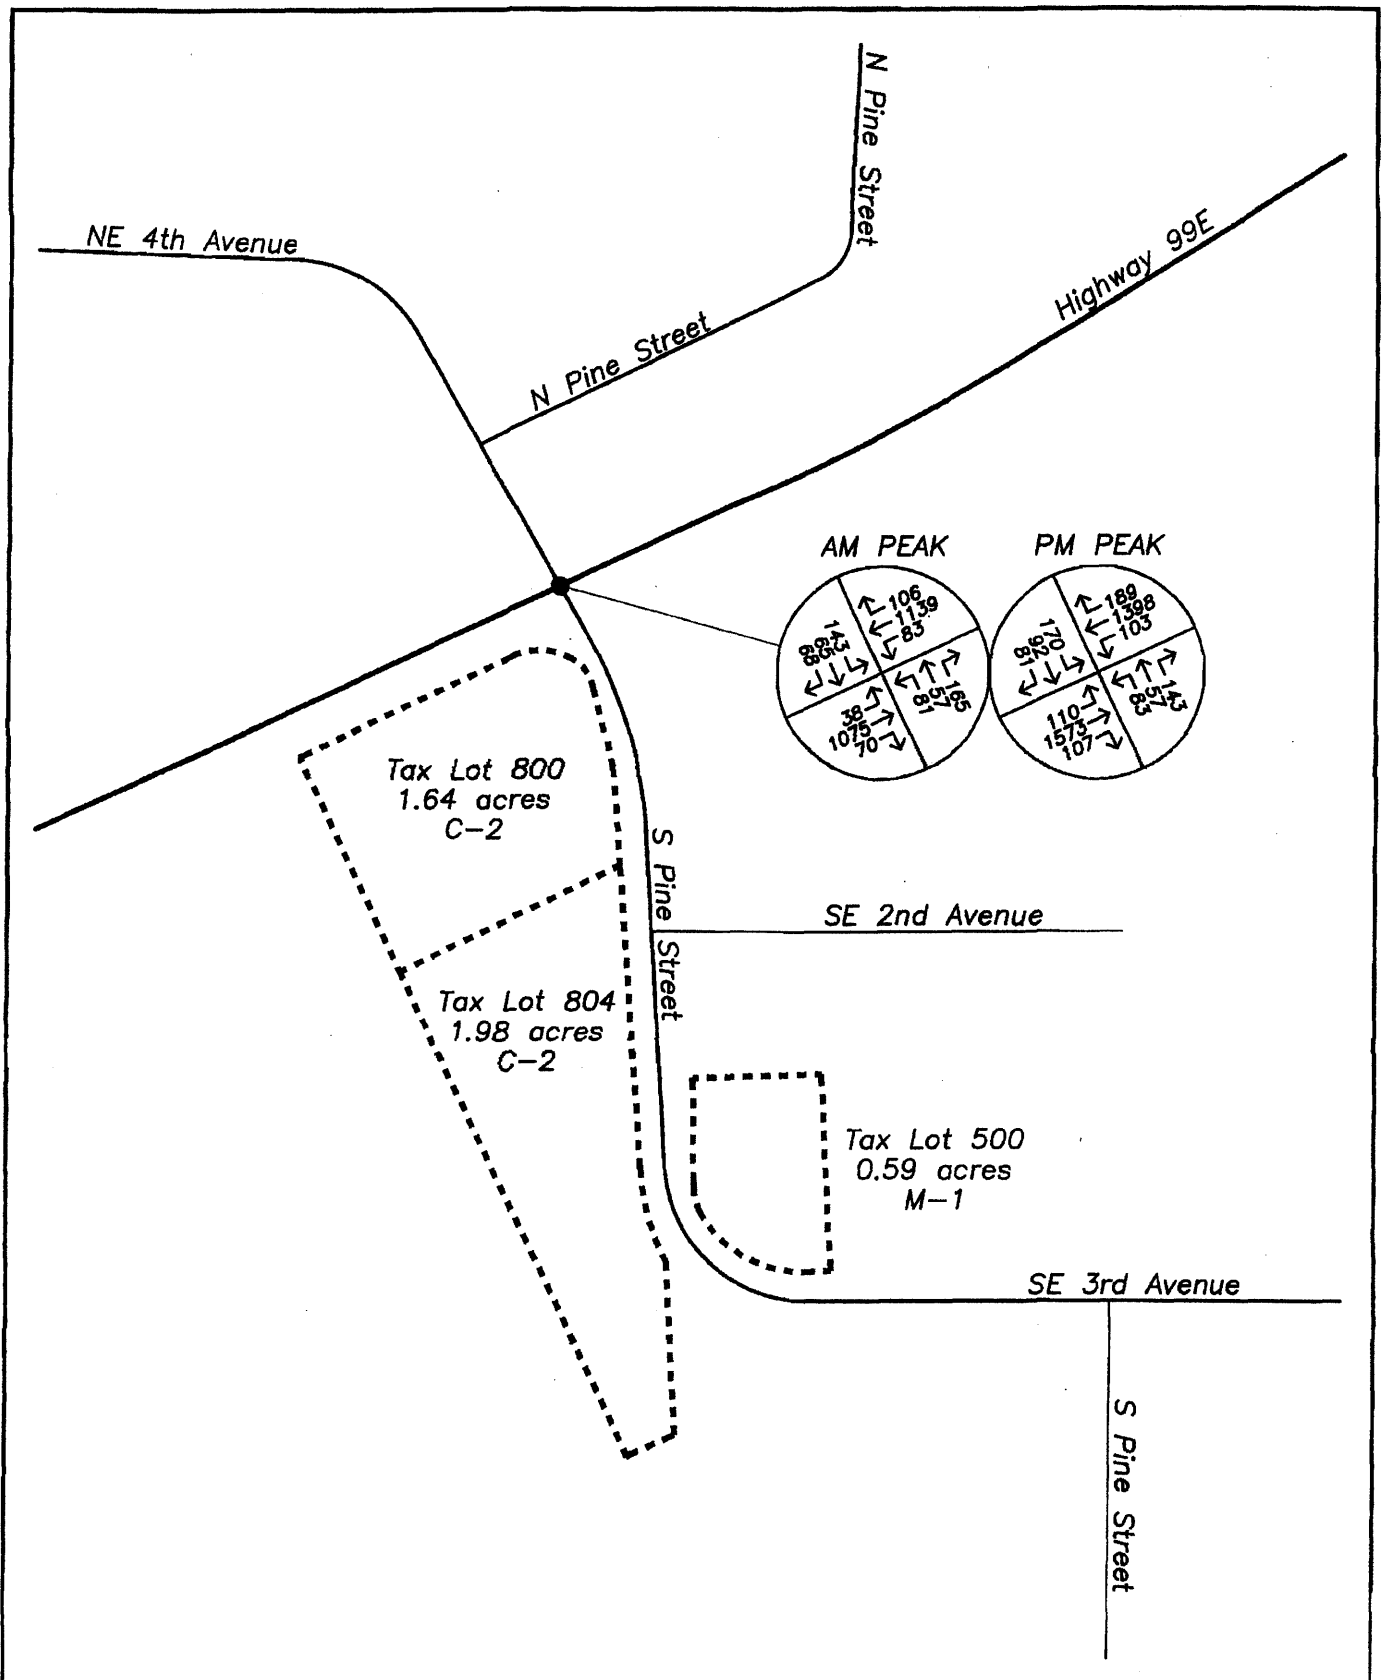 N Pine Street
NE 4th Avenue
Highway 99E
N Pine Street
AM PEAK
PM PEAK
106
1139
83
143
65
68
165
57
81
38
1075
70
189
1398
103
170
92
81
143
57
83
110
1573
107
Tax Lot 800
1.64 acres
C-2
S Pine Street
SE 2nd Avenue
Tax Lot 804
1.98 acres
C-2
Tax Lot 500
0.59 acres
M-1
SE 3rd Avenue
S Pine Street